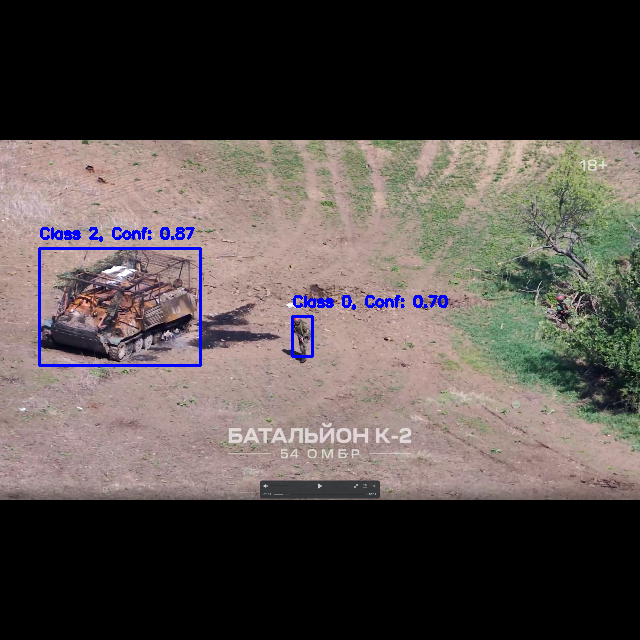 18+
Class 2, Conf: 0.87
Class 0, Conf: 0.70
БАТАЛЬЙОН К-2
54 ОМБР